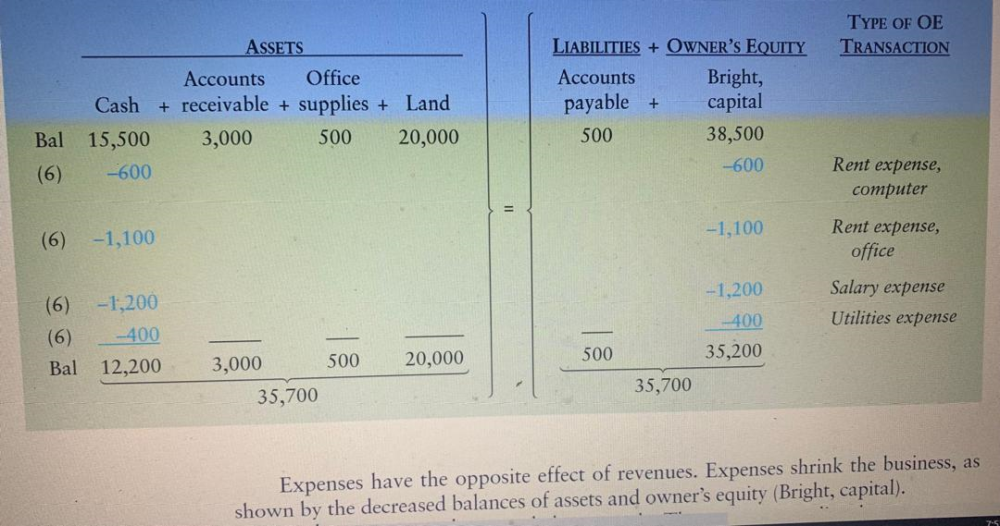 TYPE OF OE
ASSETS LIABILITIES + OWNER'S EQUITY TRANSACTION
Accounts Office Accounts Bright,
Cash + receivable + supplies + Land payable + capital
Bal 15,500 3,000 500 20,000 500 38,500
(6) –600 –600 Rent expense,
computer
=
(6) –1,100 –1,100 Rent expense,
office
(6) –1,200 –1,200 Salary expense
(6) –400 –400 Utilities expense
Bal 12,200 3,000 500 20,000 500 35,200
35,700 35,700
Expenses have the opposite effect of revenues. Expenses shrink the business, as
shown by the decreased balances of assets and owner's equity (Bright, capital).